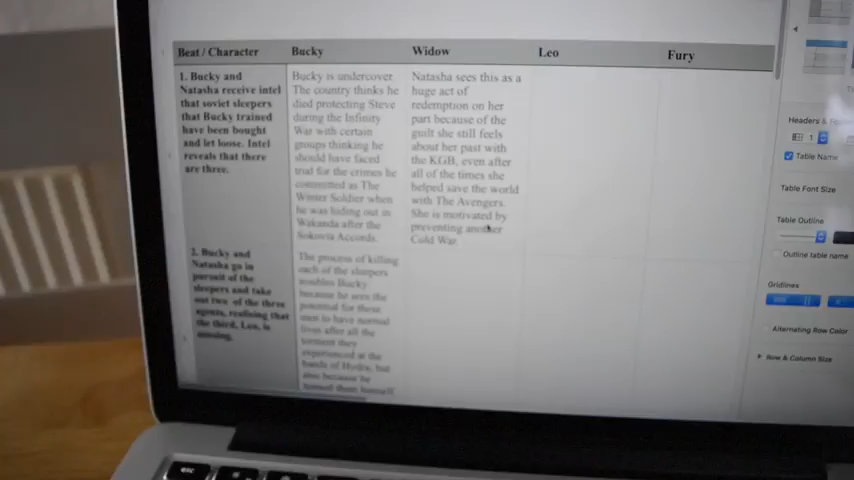 Beat / Character
Bucky
Widow
Leo
Fury
1. Bucky and
Natasha receive intel
that soviet sleepers
that Bucky trained
have been bought
and let loose. Intel
reveals that there
are three.
Bucky is undercover.
The country thinks he
died protecting Steve
during the Infinity
War with certain
groups thinking he
should have faced
trial for the crimes he
committed as The
Winter Soldier when
he was hiding out in
Wakanda after the
Sokovia Accords.
Natasha sees this as a
huge act of
redemption on her
part because of the
guilt she still feels
about her past with
the KGB, even after
all of the times she
helped save the world
with The Avengers.
She is motivated by
preventing another
Cold War.
2. Bucky and
Natasha go in
pursuit of the
sleepers and take
out two of the three
agents, realizing that
the third, Leo, is
missing.
The process of killing
each of the sleepers
troubles Bucky
because he sees the
potential for these
men to have normal
lives after all the
torment they
experienced at the
hands of Hydra, but
also because he
trained them himself
Headers &
1
Table Name
Table Font Size
Table Outline
Outline table name
Gridlines
Alternating Row Color
Row & Column Size
esc